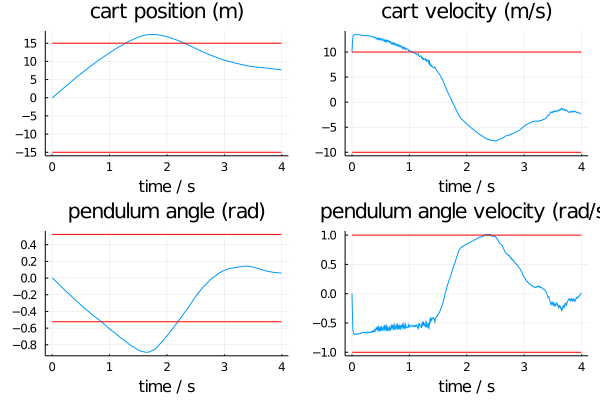 cart position (m)
cart velocity (m/s)
15
10
5
0
−5
−10
−15
10
5
0
−5
−10
0 1 2 3 4
0 1 2 3 4
time / s
time / s
pendulum angle (rad)
pendulum angle velocity (rad/s
0.4
0.2
0.0
−0.2
−0.4
−0.6
−0.8
1.0
0.5
0.0
−0.5
−1.0
0 1 2 3 4
0 1 2 3 4
time / s
time / s